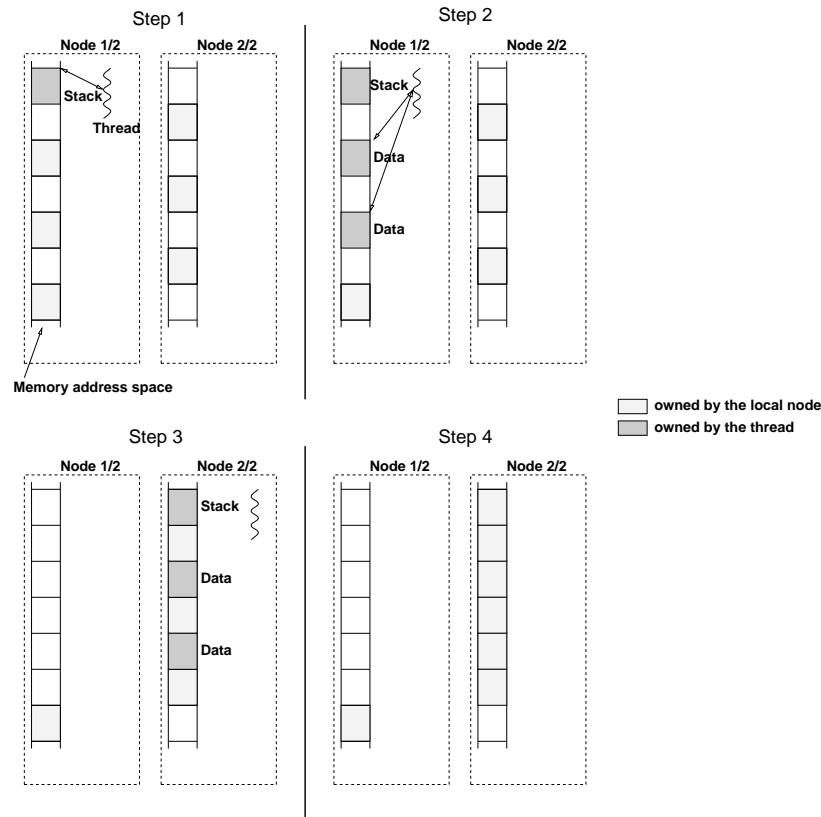 Step 1
Node 1/2
Node 2/2
Stack
Thread
Memory address space
Step 2
Node 1/2
Node 2/2
Stack
Data
Data
owned by the local node
owned by the thread
Step 3
Node 1/2
Node 2/2
Stack
Data
Data
Step 4
Node 1/2
Node 2/2